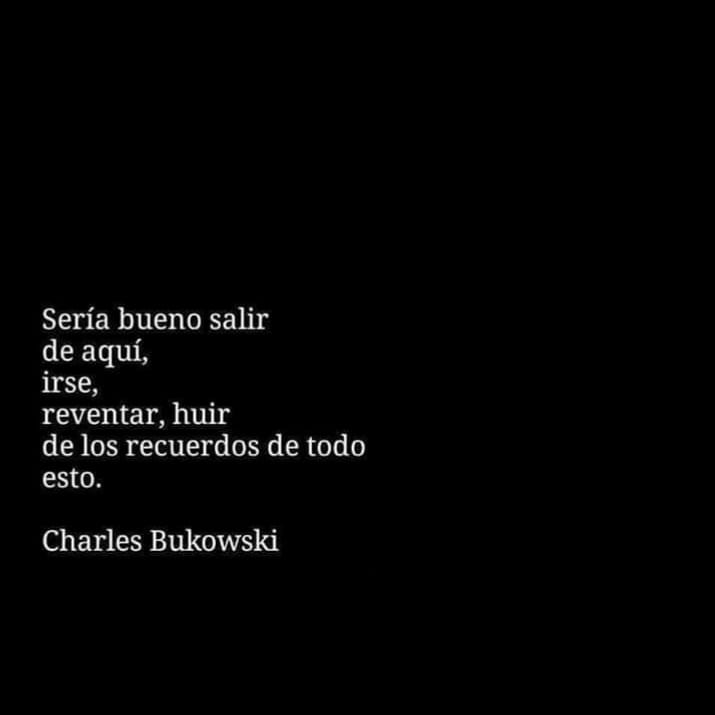 Sería bueno salir
de aquí,
irse,
reventar, huir
de los recuerdos de todo
esto.
Charles Bukowski